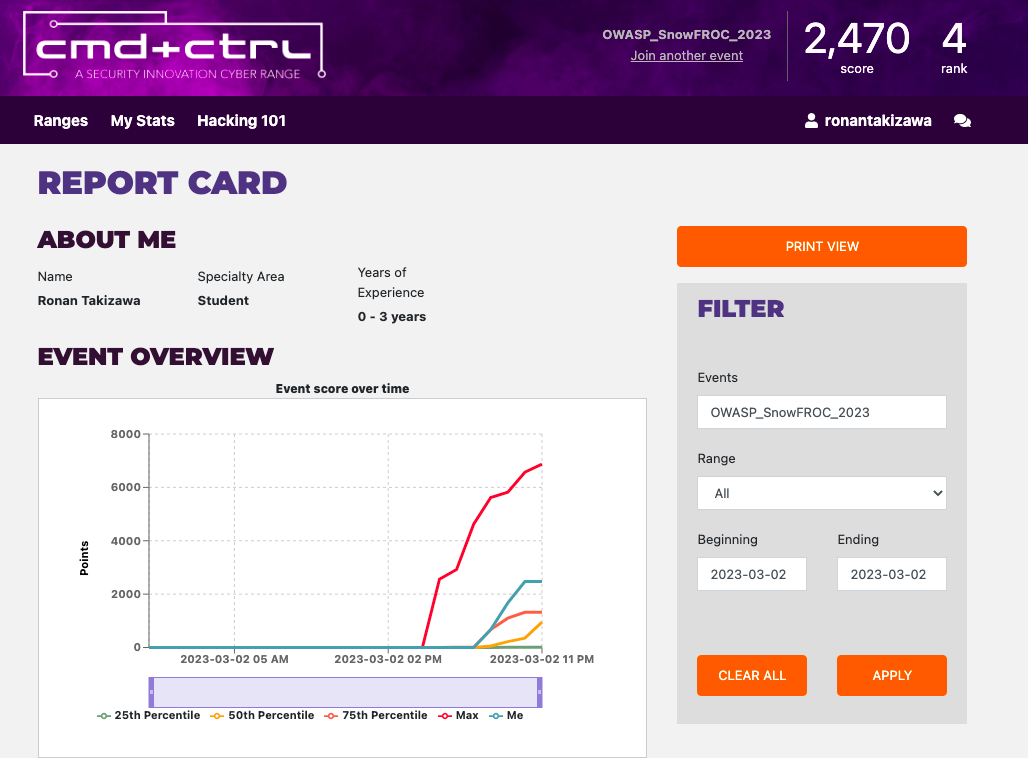 cmd+ctrl
A SECURITY INNOVATION CYBER RANGE
OWASP_SnowFROC_2023
Join another event
2,470
score
4
rank
Ranges My Stats Hacking 101
ronantakizawa
REPORT CARD
ABOUT ME
Name
Ronan Takizawa
Specialty Area
Student
Years of
Experience
0 - 3 years
EVENT OVERVIEW
Event score over time
8000
6000
4000
2000
0
Points
2023-03-02 05 AM 2023-03-02 02 PM 2023-03-02 11 PM
25th Percentile 50th Percentile 75th Percentile Max Me
PRINT VIEW
FILTER
Events
OWASP_SnowFROC_2023
Range
All
Beginning Ending
2023-03-02 2023-03-02
CLEAR ALL APPLY